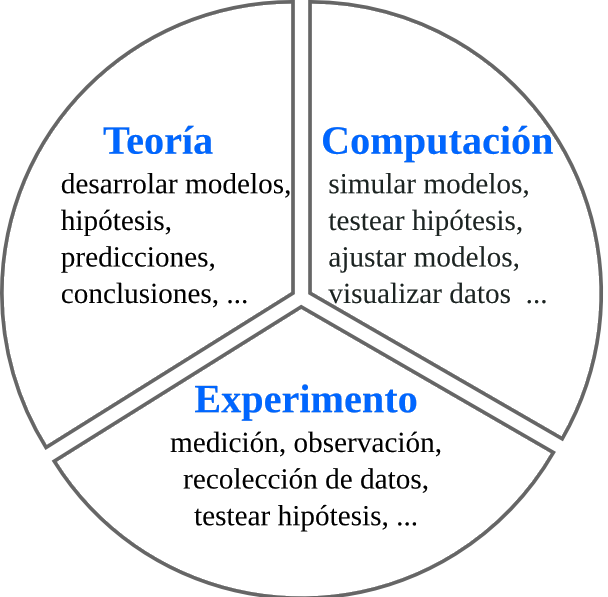 Teoría
desarrolar modelos,
hipótesis,
predicciones,
conclusiones, ...
Computación
simular modelos,
testear hipótesis,
ajustar modelos,
visualizar datos ...
Experimento
medición, observación,
recolección de datos,
testear hipótesis, ...